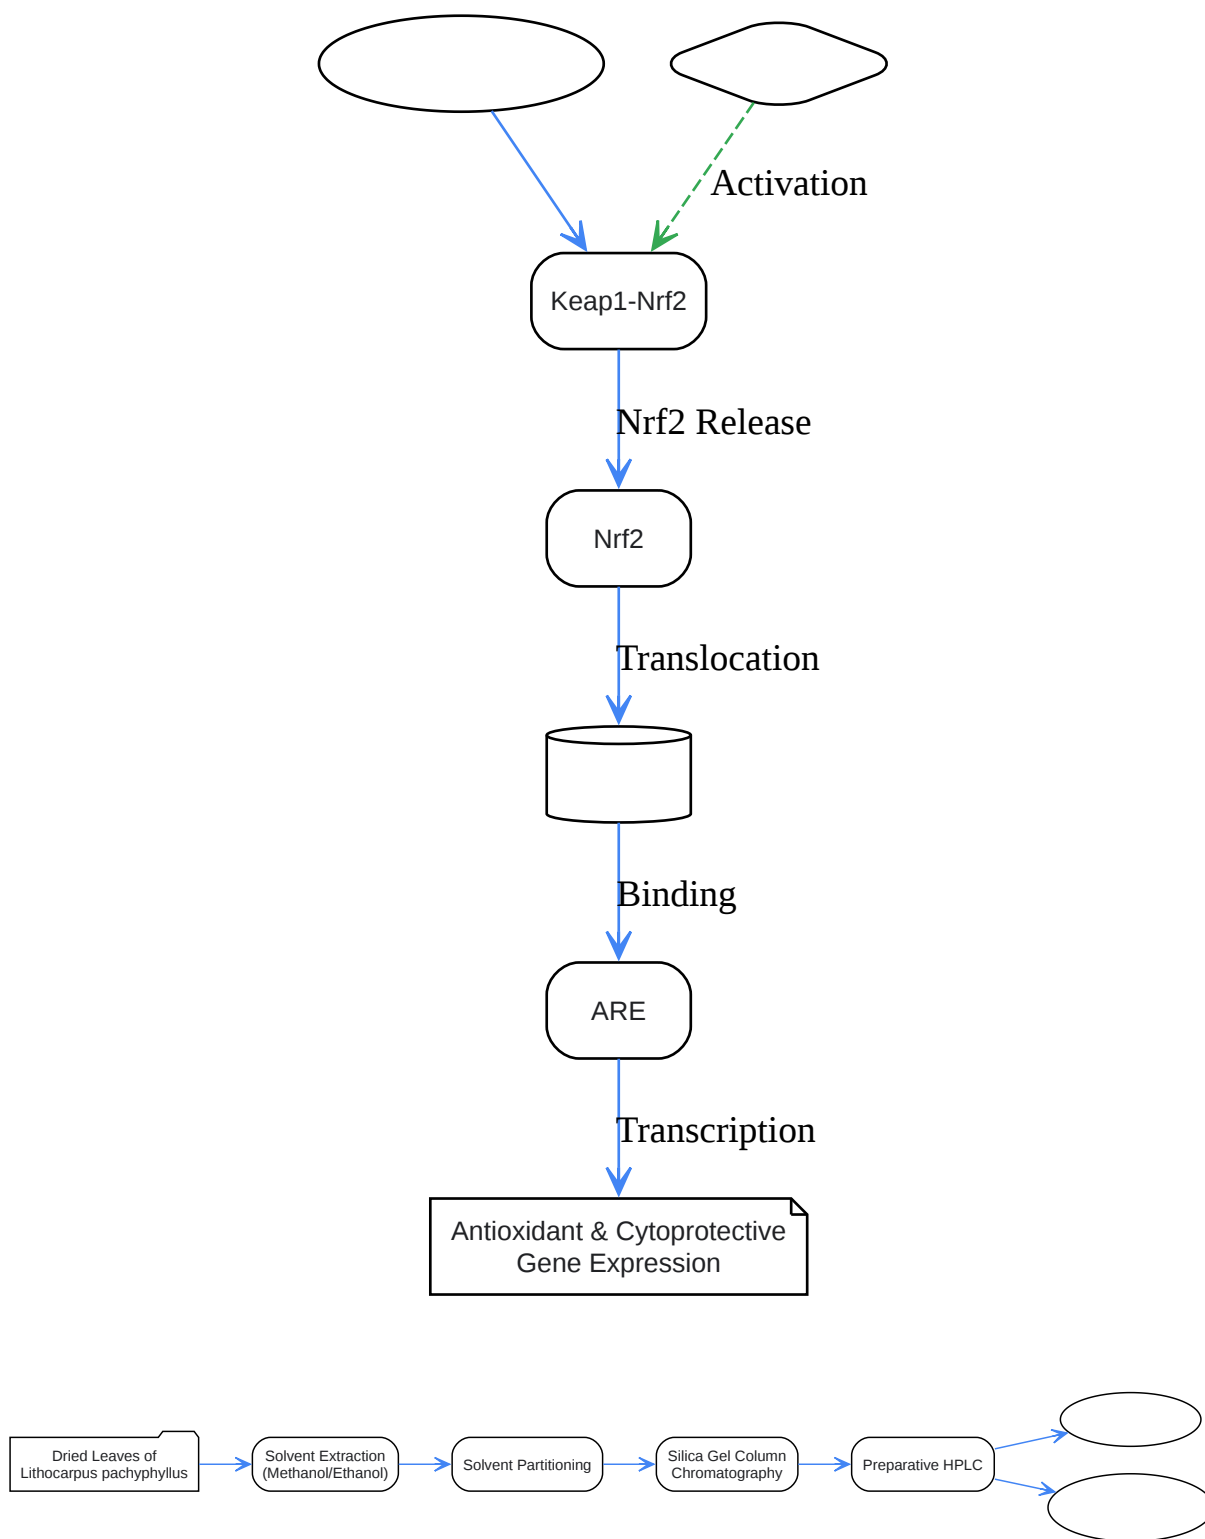 Activation
Keap1-Nrf2
Nrf2 Release
Nrf2
Translocation
Binding
ARE
Transcription
Antioxidant & Cytoprotective
Gene Expression
Dried Leaves of
Lithocarpus pachyphyllus
Solvent Extraction
(Methanol/Ethanol)
Solvent Partitioning
Silica Gel Column
Chromatography
Preparative HPLC